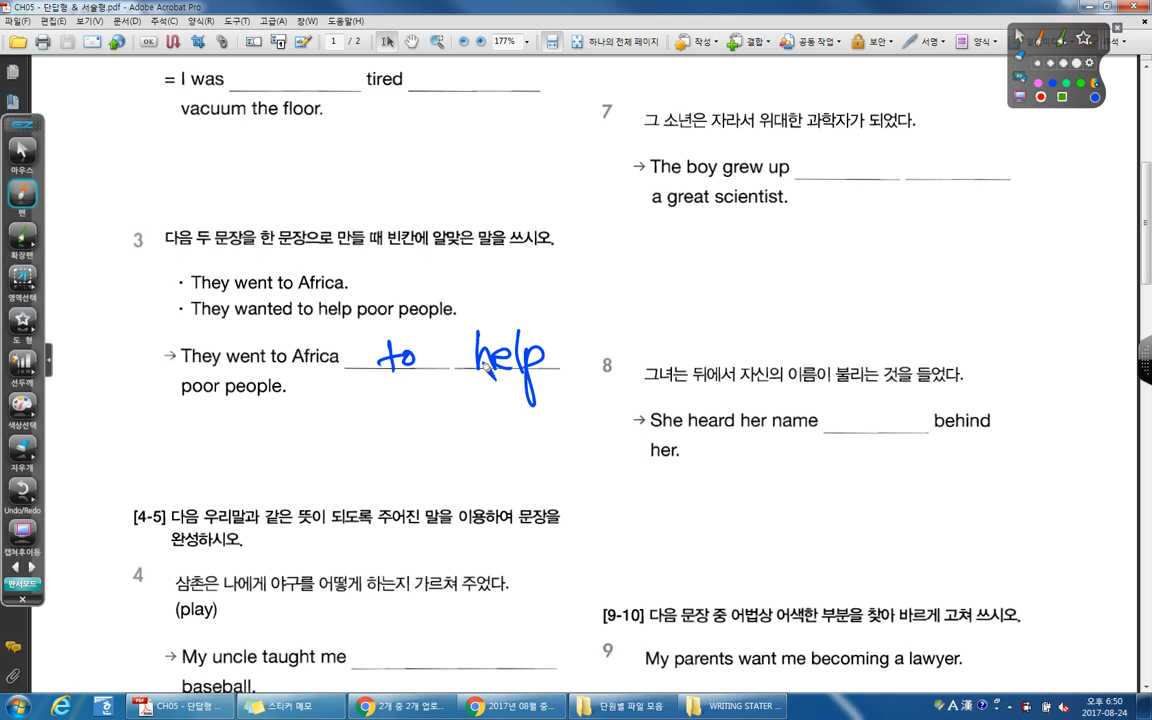 CH05 - 단답형 & 서술형.pdf - Adobe Acrobat Pro
파일(F) 편집(E) 보기(V) 문서(D) 주석(C) 양식(R) 도구(T) 고급(A) 창(W) 도움말(H)
1 / 2 177% 하나의 전체 페이지 작성 결합 공동 작업 보안 서명 양식
= I was ____ tired ____
vacuum the floor.
3 다음 두 문장을 한 문장으로 만들 때 빈칸에 알맞은 말을 쓰시오.
· They went to Africa.
· They wanted to help poor people.
→ They went to Africa to help
poor people.
[4-5] 다음 우리말과 같은 뜻이 되도록 주어진 말을 이용하여 문장을
완성하시오.
4 삼촌은 나에게 야구를 어떻게 하는지 가르쳐 주었다.
(play)
→ My uncle taught me ____
baseball.
7 그 소년은 자라서 위대한 과학자가 되었다.
→ The boy grew up ____ ____
a great scientist.
8 그녀는 뒤에서 자신의 이름이 불리는 것을 들었다.
→ She heard her name ____ behind
her.
[9-10] 다음 문장 중 어법상 어색한 부분을 찾아 바르게 고쳐 쓰시오.
9 My parents want me becoming a lawyer.
EZ
마우스
펜
확장펜
영역선택
도 형
선두께
색상선택
지우개
Undo/Redo
캡쳐후이동
판서모드
CH05 - 단답형 ... 스티커 메모 2개 중 2개 업로... 2017년 08월 중... 단원별 파일 모음 WRITING STATER ...
A 漢
오후 6:50
2017-08-24